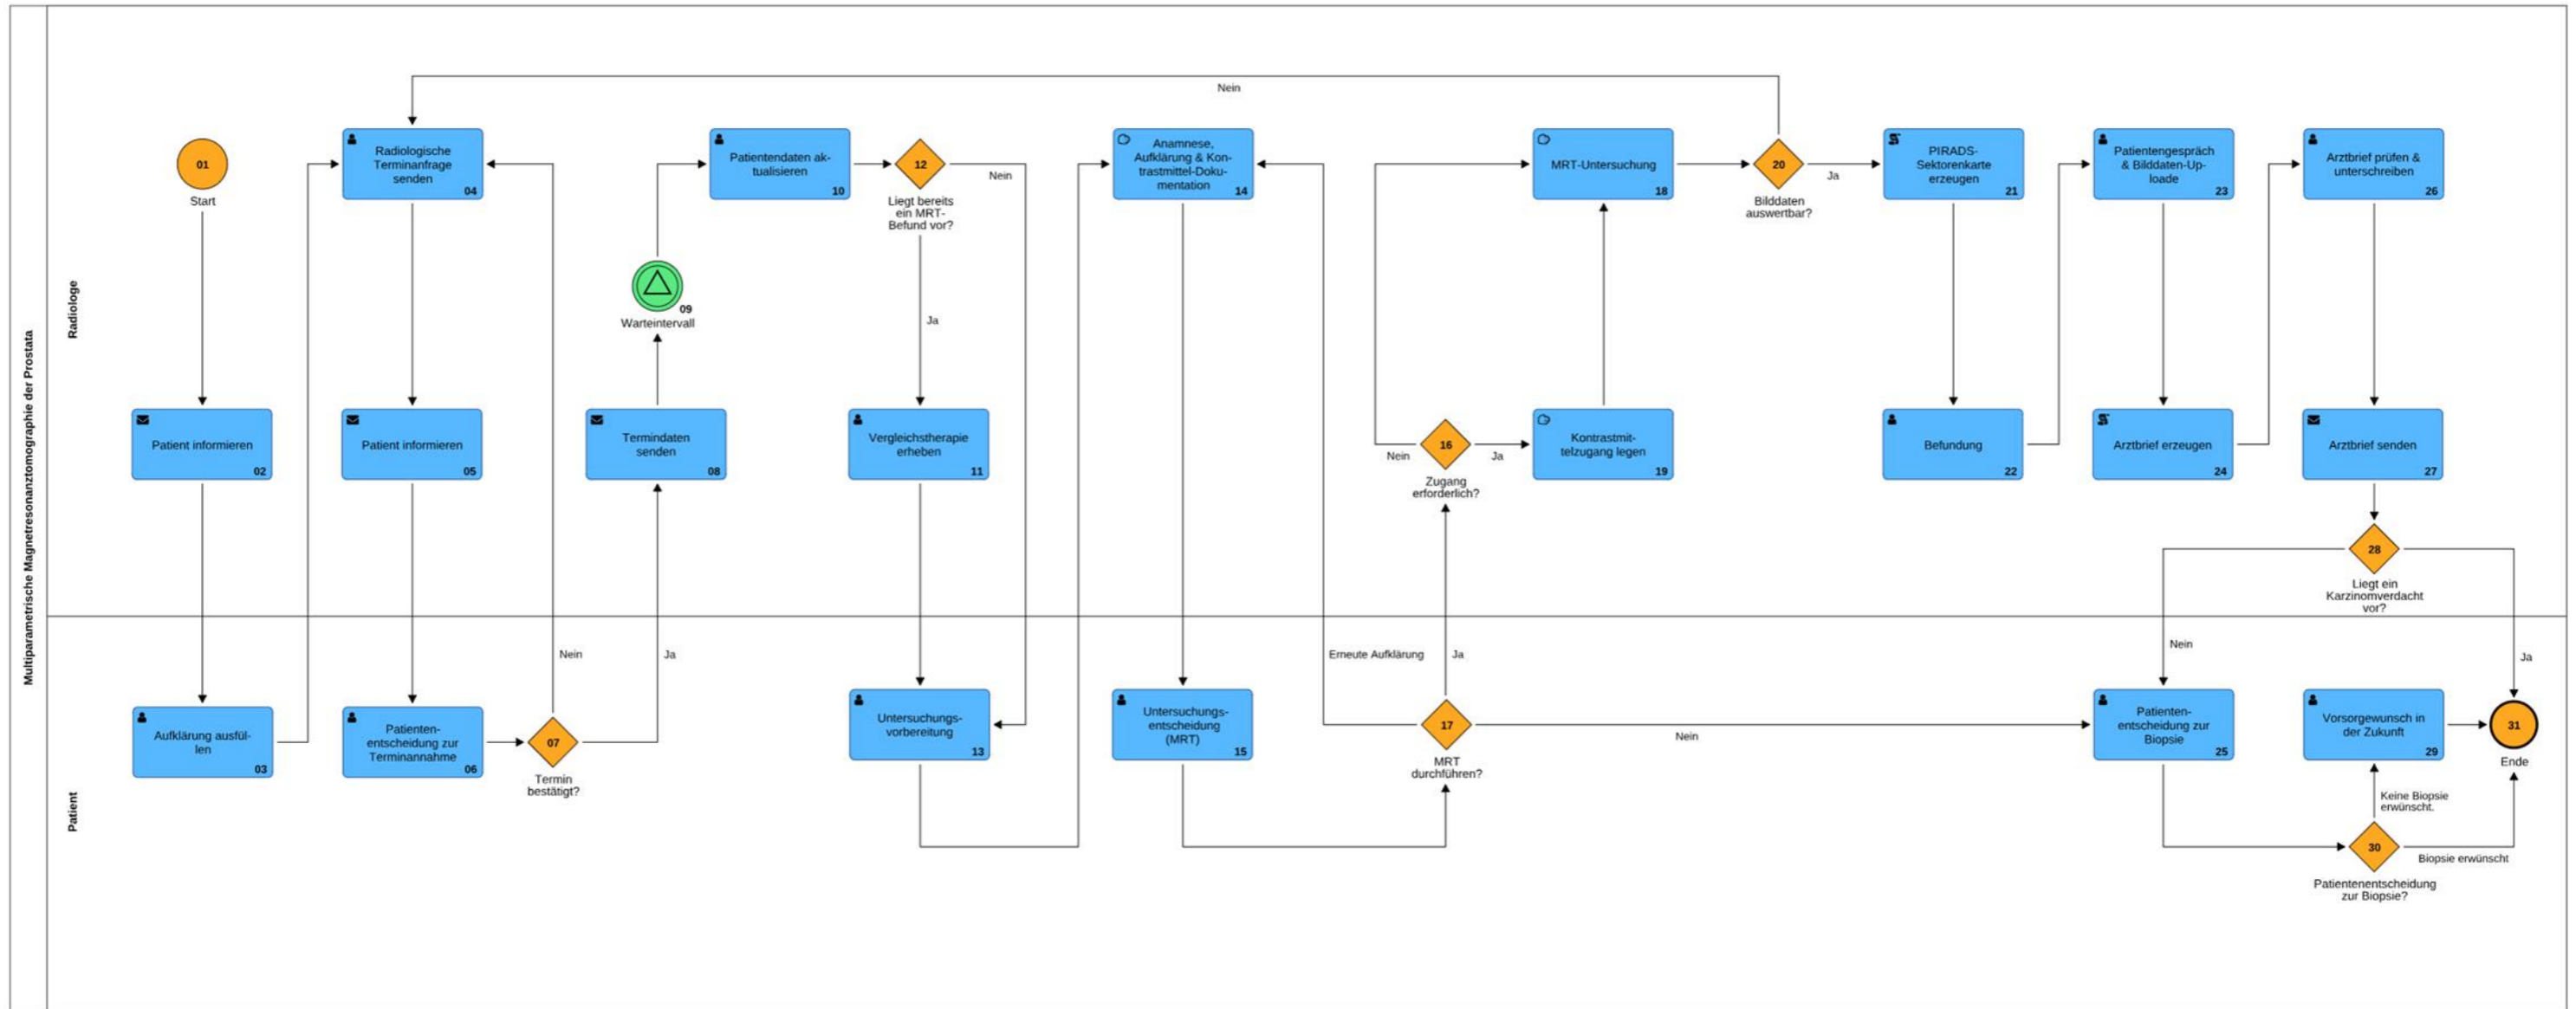 Multiparametrische Magnetresonanztomographie der Prostata
Radiologe
Patient
01
Start
Patient informieren
02
Aufklärung ausfül-
len
03
Radiologische
Terminanfrage
senden
04
Patient informieren
05
Patienten-
entscheidung zur
Terminannahme
06
07
Termin
bestätigt?
Nein
Ja
Termindaten
senden
08
09
Warteintervall
Patientendaten ak-
tualisieren
10
12
Liegt bereits
ein MRT-
Befund vor?
Nein
Ja
Vergleichstherapie
erheben
11
Untersuchungs-
vorbereitung
13
Anamnese,
Aufklärung & Kon-
trastmittel-Doku-
mentation
14
Untersuchungs-
entscheidung
(MRT)
15
17
MRT
durchführen?
Erneute Aufklärung
Ja
Nein
16
Zugang
erforderlich?
Nein
Ja
Kontrastmit-
telzugang legen
19
MRT-Untersuchung
18
20
Bilddaten
auswertbar?
Nein
Ja
PIRADS-
Sektorenkarte
erzeugen
21
Befundung
22
Patientengespräch
& Bilddaten-Up-
loade
23
Arztbrief erzeugen
24
Arztbrief prüfen &
unterschreiben
26
Arztbrief senden
27
28
Liegt ein
Karzinomverdacht
vor?
Nein
Ja
Patienten-
entscheidung zur
Biopsie
25
30
Patientenentscheidung
zur Biopsie?
Keine Biopsie
erwünscht.
Biopsie erwünscht
Vorsorgewunsch in
der Zukunft
29
31
Ende